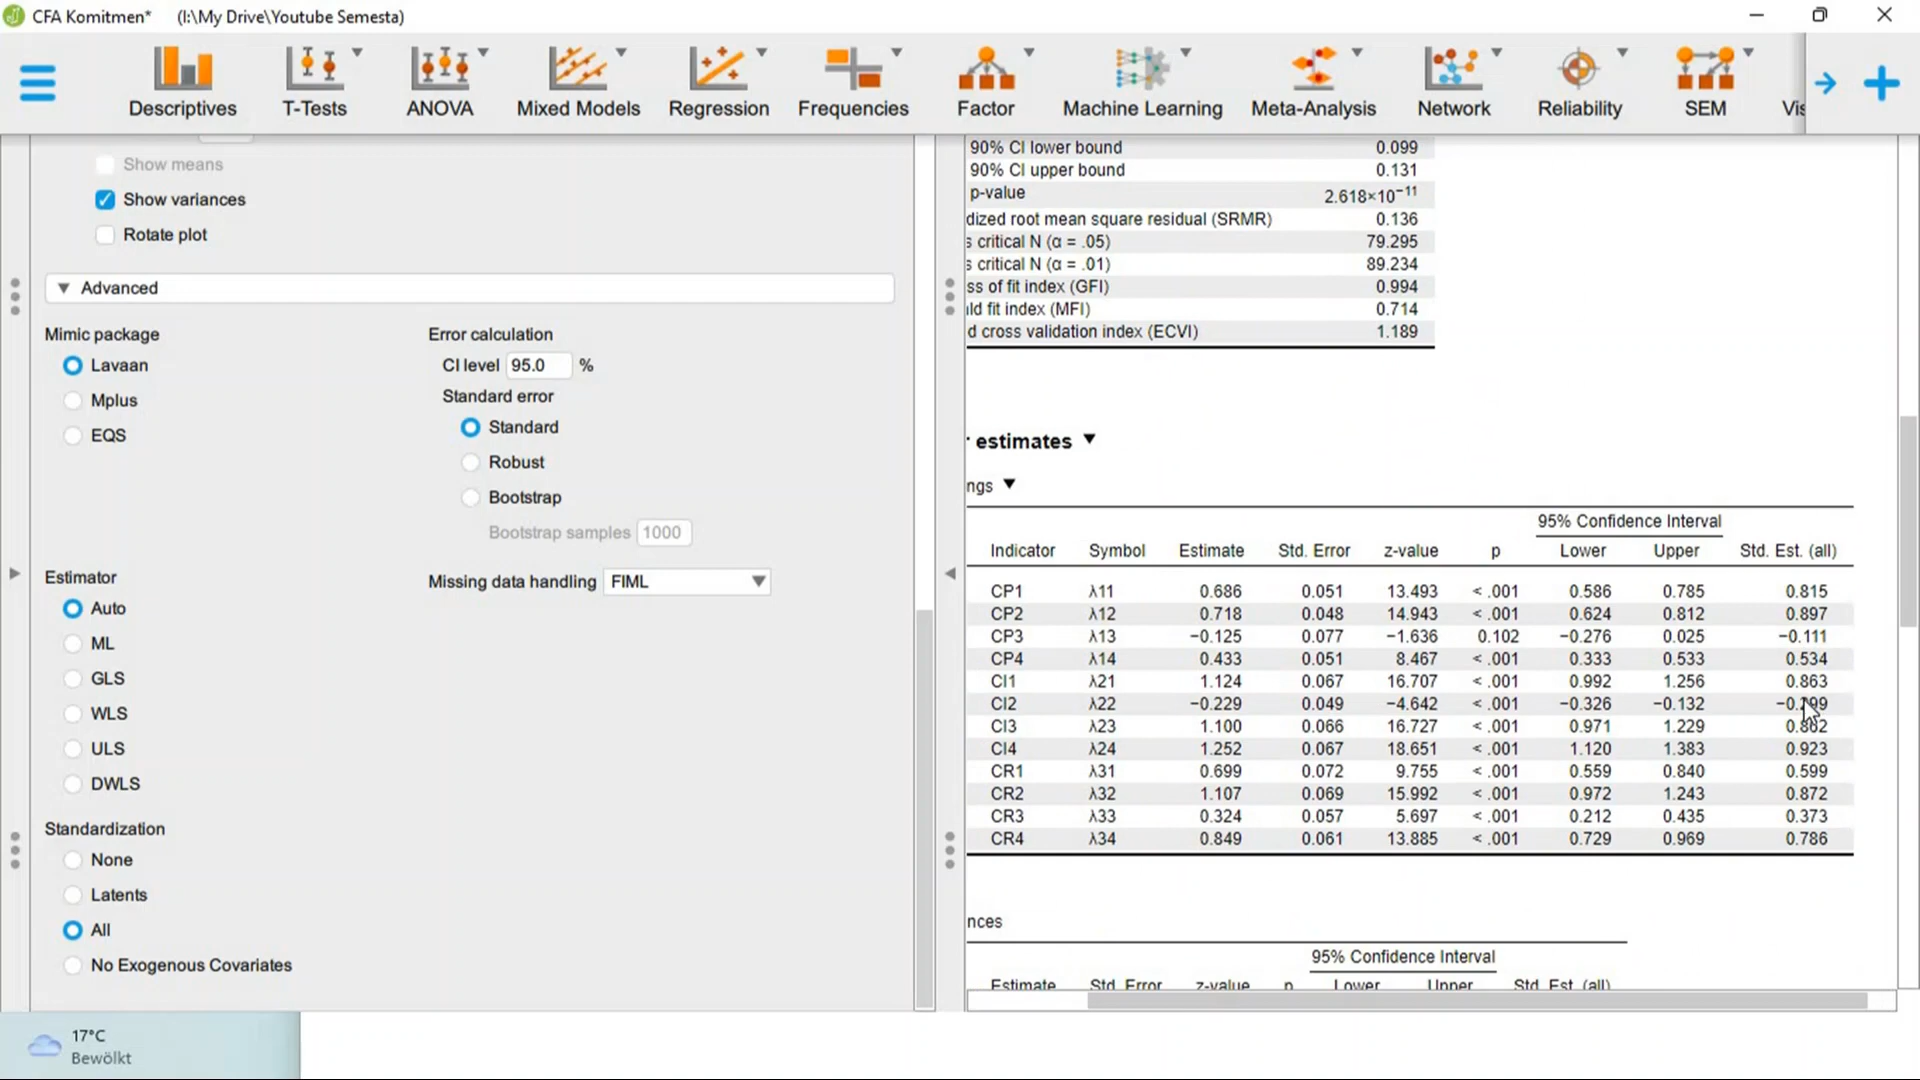 CFA Komitmen* (I:\My Drive\Youtube Semesta)
Descriptives T-Tests ANOVA Mixed Models Regression Frequencies Factor Machine Learning Meta-Analysis Network Reliability SEM Vis
Show means
Show variances
Rotate plot
Advanced
Mimic package
Lavaan
Mplus
EQS
Error calculation
CI level 95.0 %
Standard error
Standard
Robust
Bootstrap
Bootstrap samples 1000
Estimator
Auto
ML
GLS
WLS
ULS
DWLS
Missing data handling FIML
Standardization
None
Latents
All
No Exogenous Covariates
90% CI lower bound 0.099
90% CI upper bound 0.131
p-value 2.618×10⁻¹¹
dized root mean square residual (SRMR) 0.136
s critical N (α = .05) 79.295
s critical N (α = .01) 89.234
ss of fit index (GFI) 0.994
ld fit index (MFI) 0.714
d cross validation index (ECVI) 1.189
r estimates
ngs
95% Confidence Interval
Indicator Symbol Estimate Std. Error z-value p Lower Upper Std. Est. (all)
CP1 λ11 0.686 0.051 13.493 < .001 0.586 0.785 0.815
CP2 λ12 0.718 0.048 14.943 < .001 0.624 0.812 0.897
CP3 λ13 −0.125 0.077 −1.636 0.102 −0.276 0.025 −0.111
CP4 λ14 0.433 0.051 8.467 < .001 0.333 0.533 0.534
CI1 λ21 1.124 0.067 16.707 < .001 0.992 1.256 0.863
CI2 λ22 −0.229 0.049 −4.642 < .001 −0.326 −0.132
CI3 λ23 1.100 0.066 16.727 < .001 0.971 1.229 0.862
CI4 λ24 1.252 0.067 18.651 < .001 1.120 1.383 0.923
CR1 λ31 0.699 0.072 9.755 < .001 0.559 0.840 0.599
CR2 λ32 1.107 0.069 15.992 < .001 0.972 1.243 0.872
CR3 λ33 0.324 0.057 5.697 < .001 0.212 0.435 0.373
CR4 λ34 0.849 0.061 13.885 < .001 0.729 0.969 0.786
nces
95% Confidence Interval
Estimate Std. Error z-value p Lower Upper Std. Est. (all)
17°C
Bewölkt